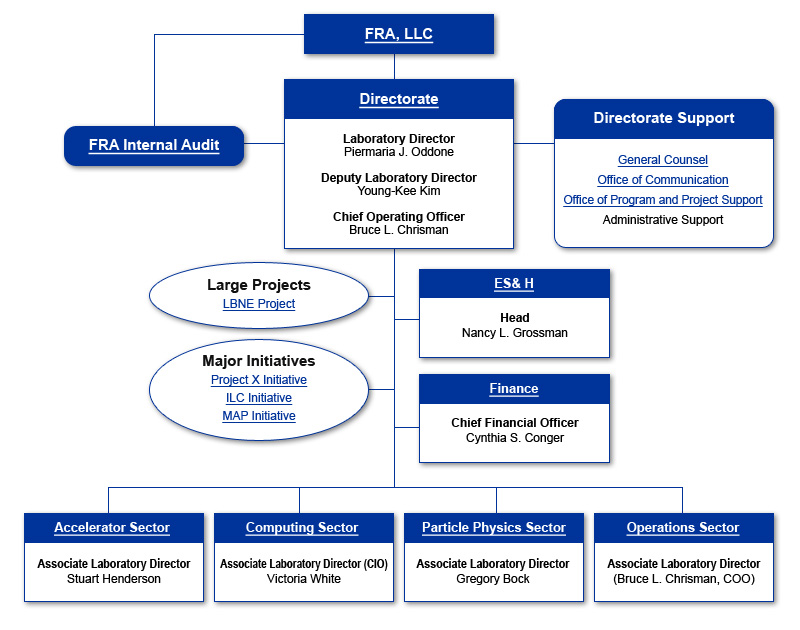 FRA, LLC
Directorate
Laboratory Director
Piermaria J. Oddone
Deputy Laboratory Director
Young-Kee Kim
Chief Operating Officer
Bruce L. Chrisman
FRA Internal Audit
Directorate Support
General Counsel
Office of Communication
Office of Program and Project Support
Administrative Support
Large Projects
LBNE Project
ES& H
Head
Nancy L. Grossman
Major Initiatives
Project X Initiative
ILC Initiative
MAP Initiative
Finance
Chief Financial Officer
Cynthia S. Conger
Accelerator Sector
Associate Laboratory Director
Stuart Henderson
Computing Sector
Associate Laboratory Director (CIO)
Victoria White
Particle Physics Sector
Associate Laboratory Director
Gregory Bock
Operations Sector
Associate Laboratory Director
(Bruce L. Chrisman, COO)